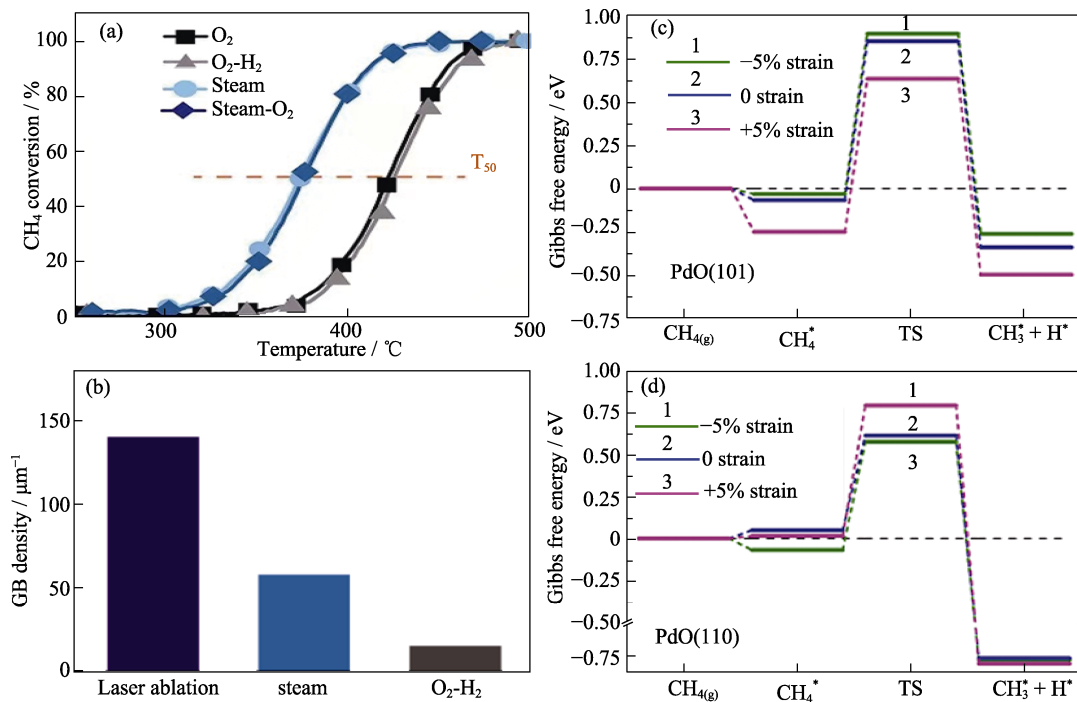 (a)
O₂
O₂-H₂
Steam
Steam-O₂
T₅₀
100
80
60
40
20
0
CH₄ conversion / %
300
400
500
Temperature / ℃
(b)
150
100
50
0
GB density / μm⁻¹
Laser ablation
steam
O₂-H₂
(c)
1.00
0.75
0.50
0.25
0
−0.25
−0.50
−0.75
Gibbs free energy / eV
1
−5% strain
2
0 strain
3
+5% strain
1
2
3
PdO(101)
CH₄₍g₎
CH₄*
TS
CH₃* + H*
(d)
1.00
0.75
0.50
0.25
0
−0.25
−0.50
−0.75
Gibbs free energy / eV
1
−5% strain
2
0 strain
3
+5% strain
1
2
3
PdO(110)
CH₄₍g₎
CH₄*
TS
CH₃* + H*